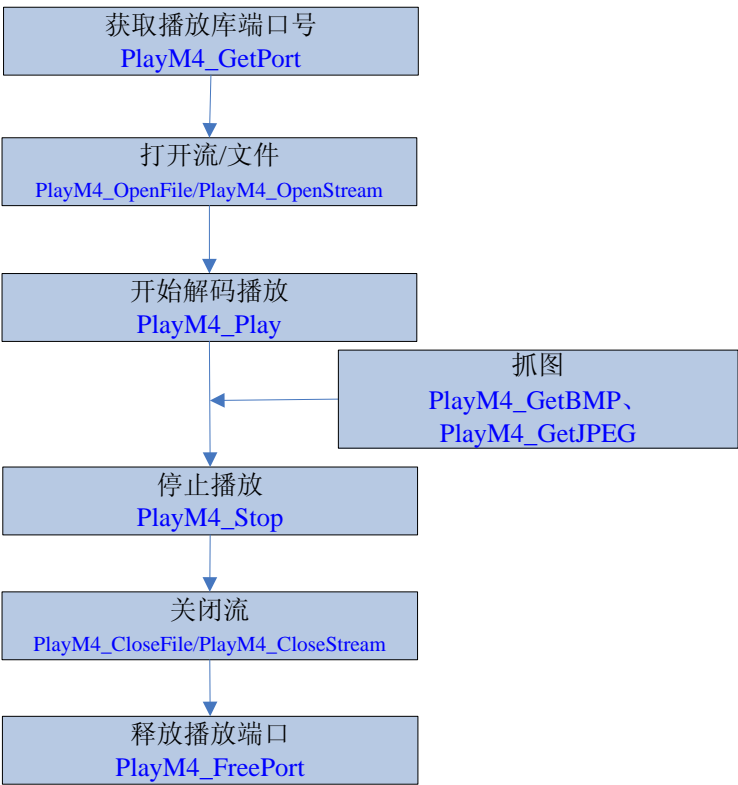 获取播放库端口号
PlayM4_GetPort
打开流/文件
PlayM4_OpenFile/PlayM4_OpenStream
开始解码播放
PlayM4_Play
抓图
PlayM4_GetBMP、
PlayM4_GetJPEG
停止播放
PlayM4_Stop
关闭流
PlayM4_CloseFile/PlayM4_CloseStream
释放播放端口
PlayM4_FreePort